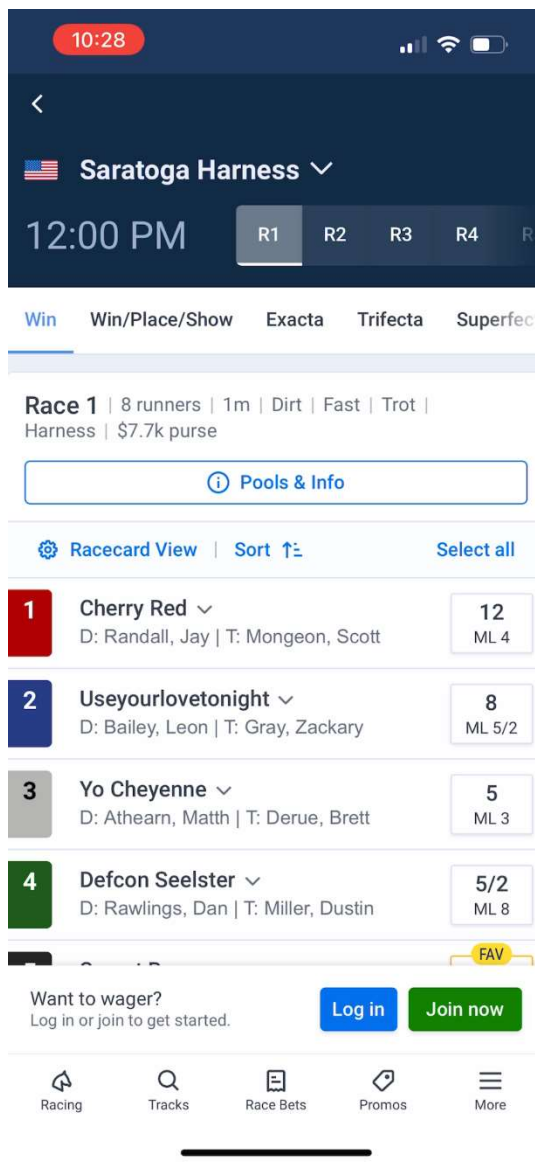 10:28
Saratoga Harness
12:00 PM R1 R2 R3 R4 R
Win Win/Place/Show Exacta Trifecta Superfec
Race 1 | 8 runners | 1m | Dirt | Fast | Trot |
Harness | $7.7k purse
Pools & Info
Racecard View | Sort Select all
1 Cherry Red 12
D: Randall, Jay | T: Mongeon, Scott ML 4
2 Useyourlovetonight 8
D: Bailey, Leon | T: Gray, Zackary ML 5/2
3 Yo Cheyenne 5
D: Athearn, Matth | T: Derue, Brett ML 3
4 Defcon Seelster 5/2
D: Rawlings, Dan | T: Miller, Dustin ML 8
FAV
Want to wager?
Log in or join to get started.
Log in Join now
Racing Tracks Race Bets Promos More